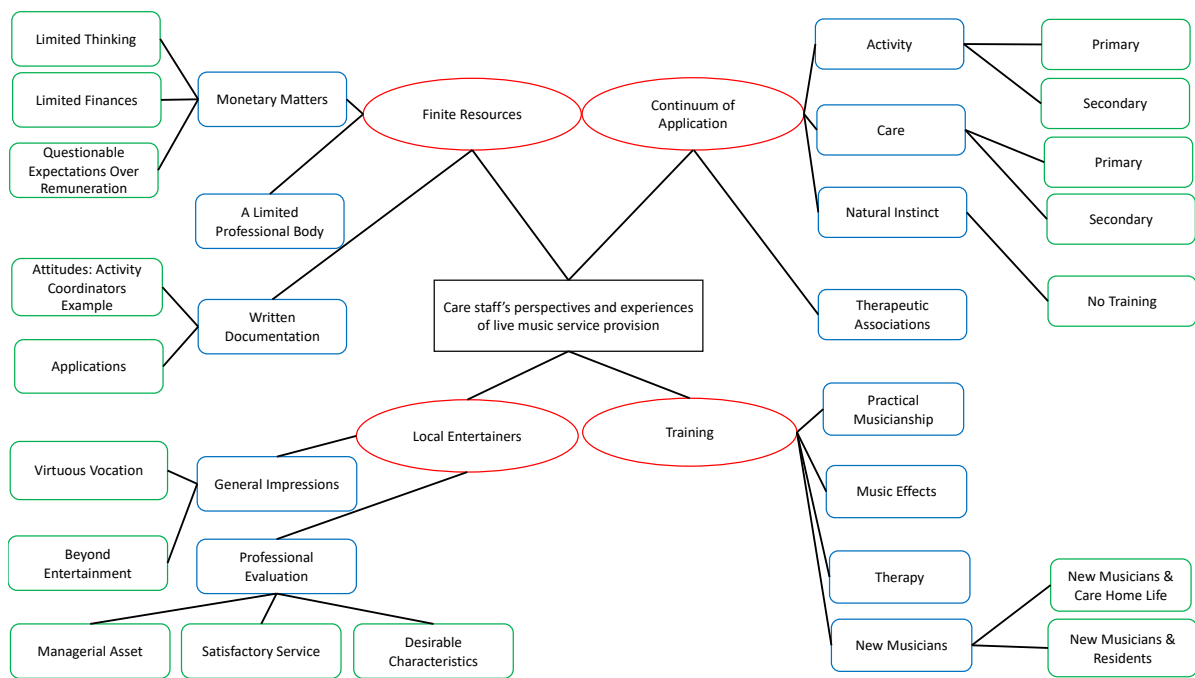 Limited Thinking
Limited Finances
Questionable
Expectations Over
Remuneration
Monetary Matters
A Limited
Professional Body
Finite Resources
Continuum of
Application
Activity
Primary
Secondary
Care
Primary
Secondary
Natural Instinct
No Training
Therapeutic
Associations
Attitudes: Activity
Coordinators
Example
Applications
Written
Documentation
Care staff’s perspectives and experiences
of live music service provision
Local Entertainers
Training
Virtuous Vocation
Beyond
Entertainment
General Impressions
Professional
Evaluation
Managerial Asset
Satisfactory Service
Desirable
Characteristics
Practical
Musicianship
Music Effects
Therapy
New Musicians
New Musicians &
Care Home Life
New Musicians &
Residents